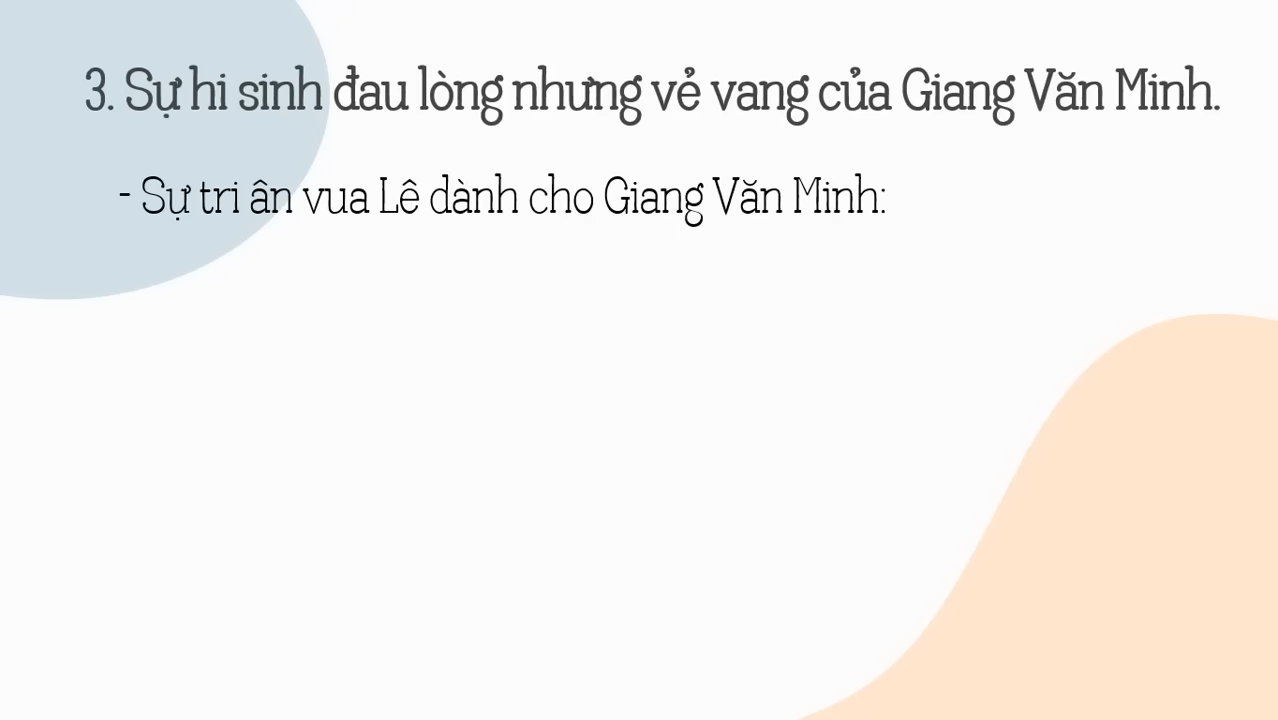 3. Sự hi sinh đau lòng nhưng vẻ vang của Giang Văn Minh.
- Sự tri ân vua Lê dành cho Giang Văn Minh: